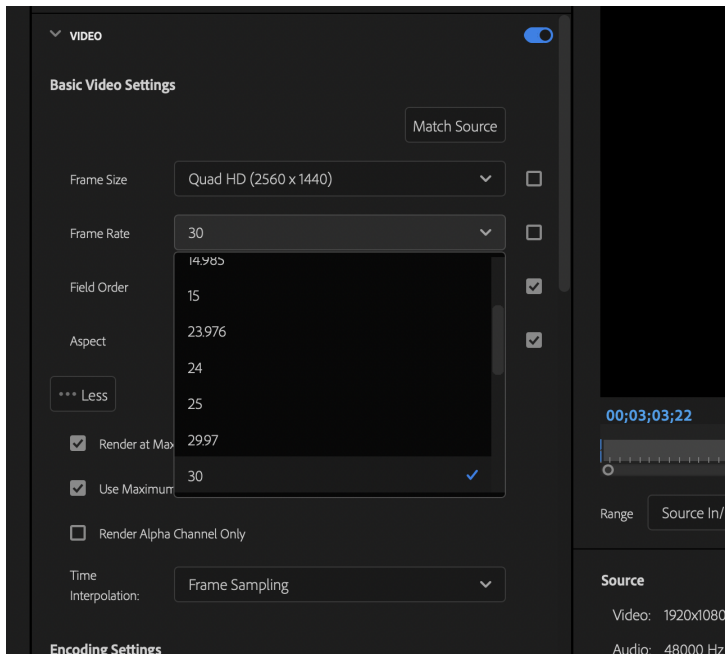 VIDEO
Basic Video Settings
Match Source
Frame Size Quad HD (2560 x 1440)
Frame Rate 30
14.985
Field Order
15
23.976
Aspect
24
••• Less
25
00;03;03;22
29.97
Render at Max
30
Use Maximum
Range Source In/
Render Alpha Channel Only
Time
Interpolation: Frame Sampling
Source
Video: 1920x1080
Encoding Settings
Audio: 48000 Hz